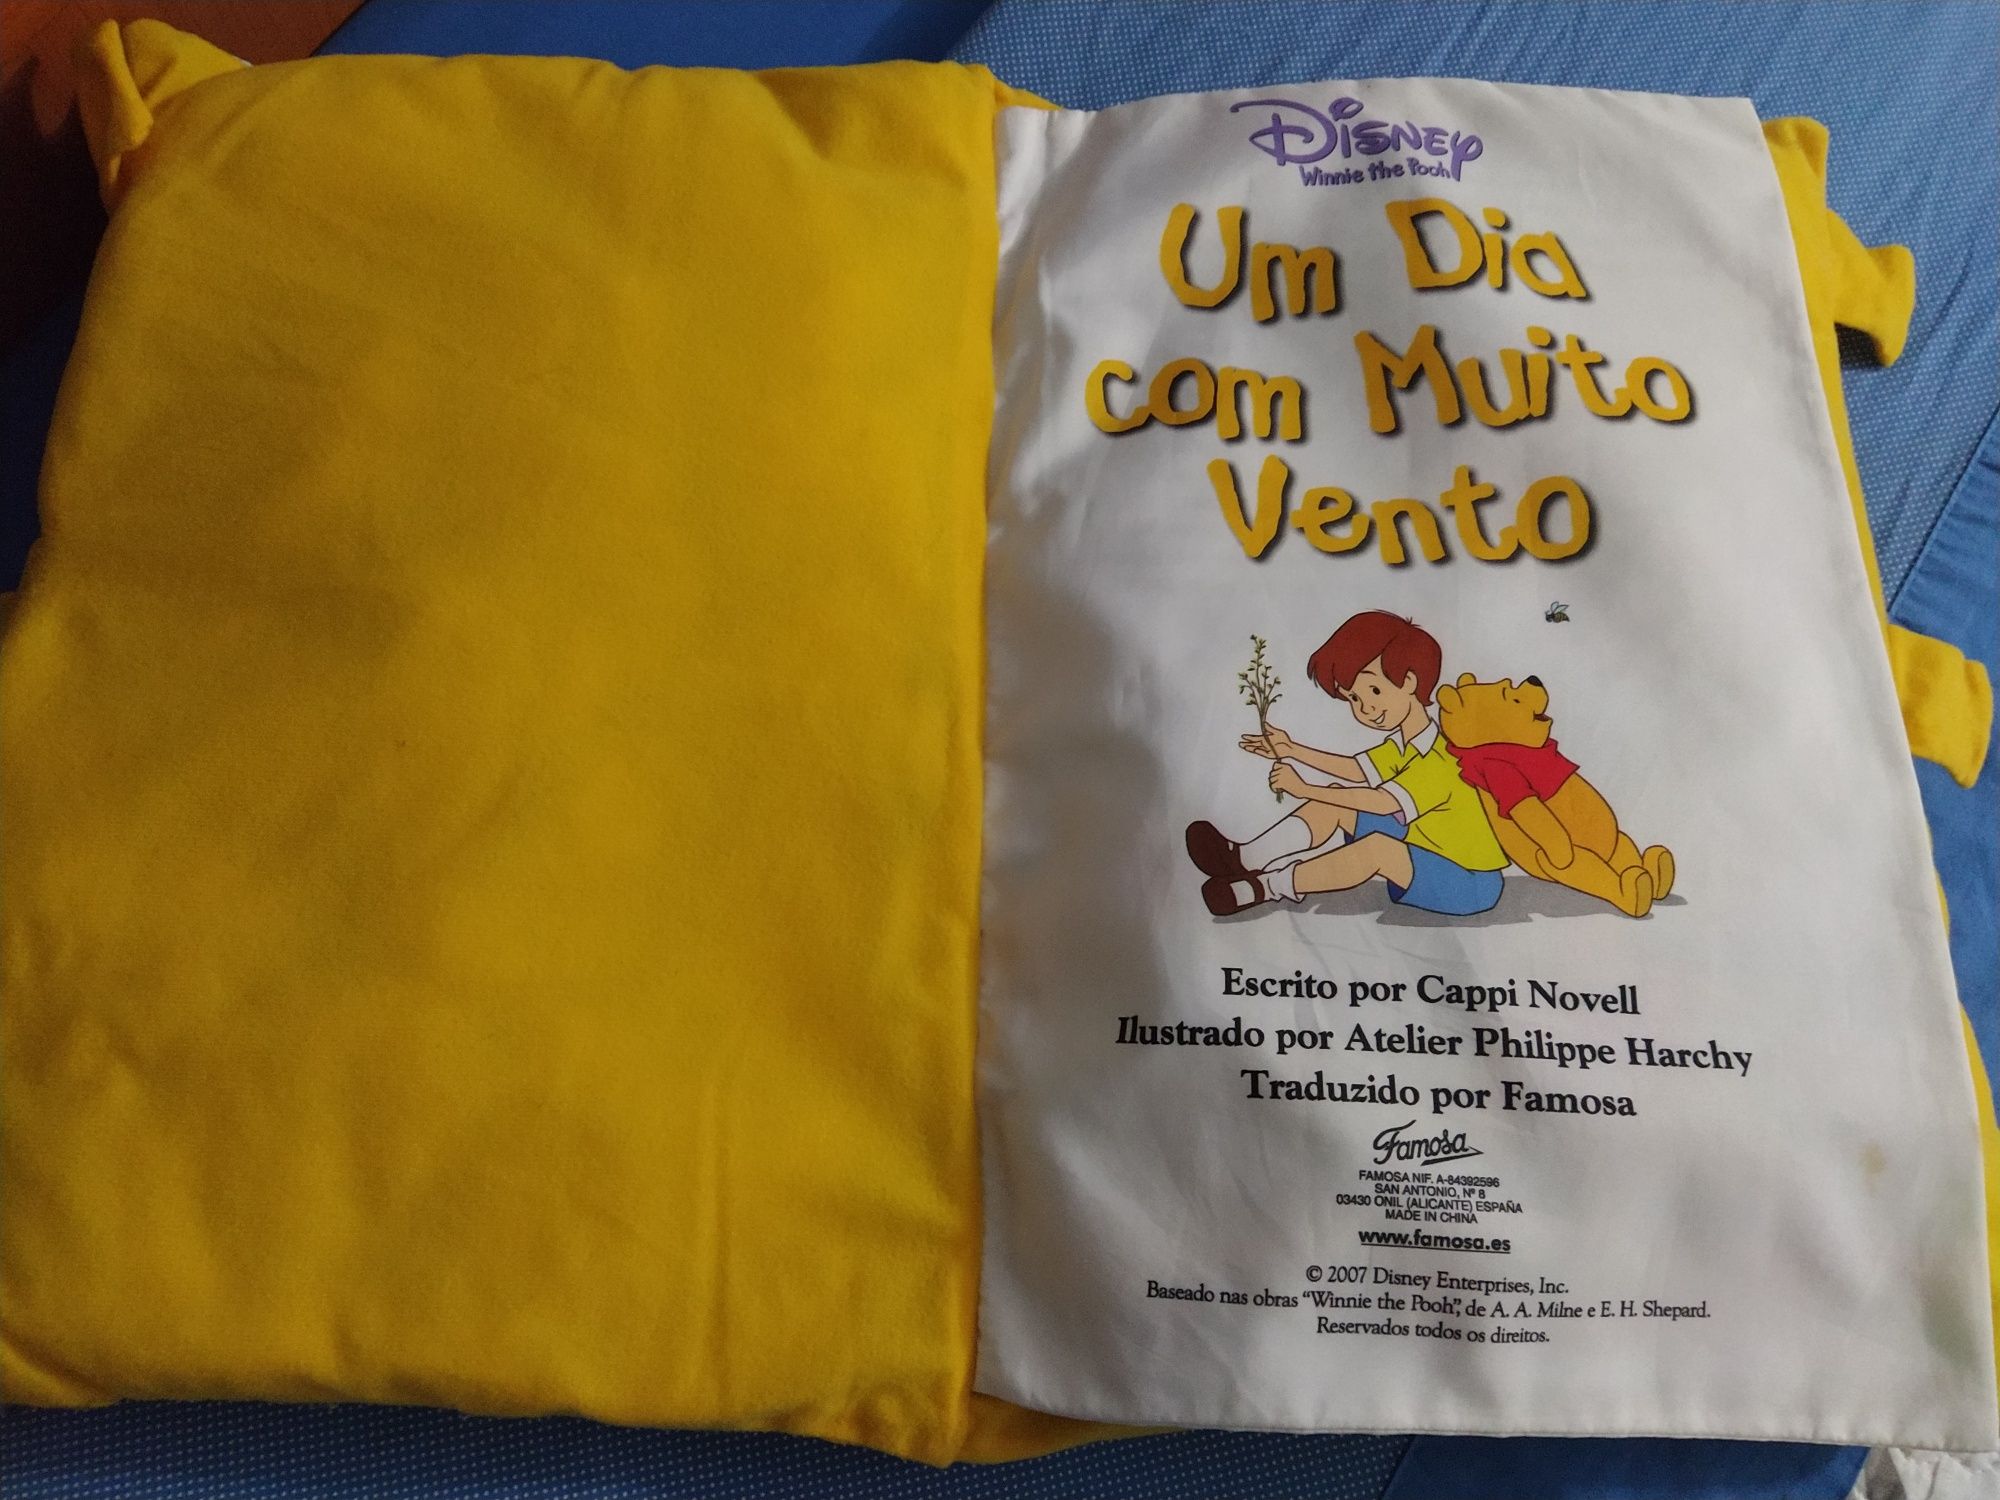 Disney
Winnie the Pooh
Um Dia
com Muito
Vento
Escrito por Cappi Novell
Ilustrado por Atelier Philippe Harchy
Traduzido por Famosa
Famosa
FAMOSA NIF. A-84392596
SAN ANTONIO, Nº 8
03430 ONIL (ALICANTE) ESPAÑA
MADE IN CHINA
www.famosa.es
© 2007 Disney Enterprises, Inc.
Baseado nas obras “Winnie the Pooh”, de A. A. Milne e E. H. Shepard.
Reservados todos os direitos.